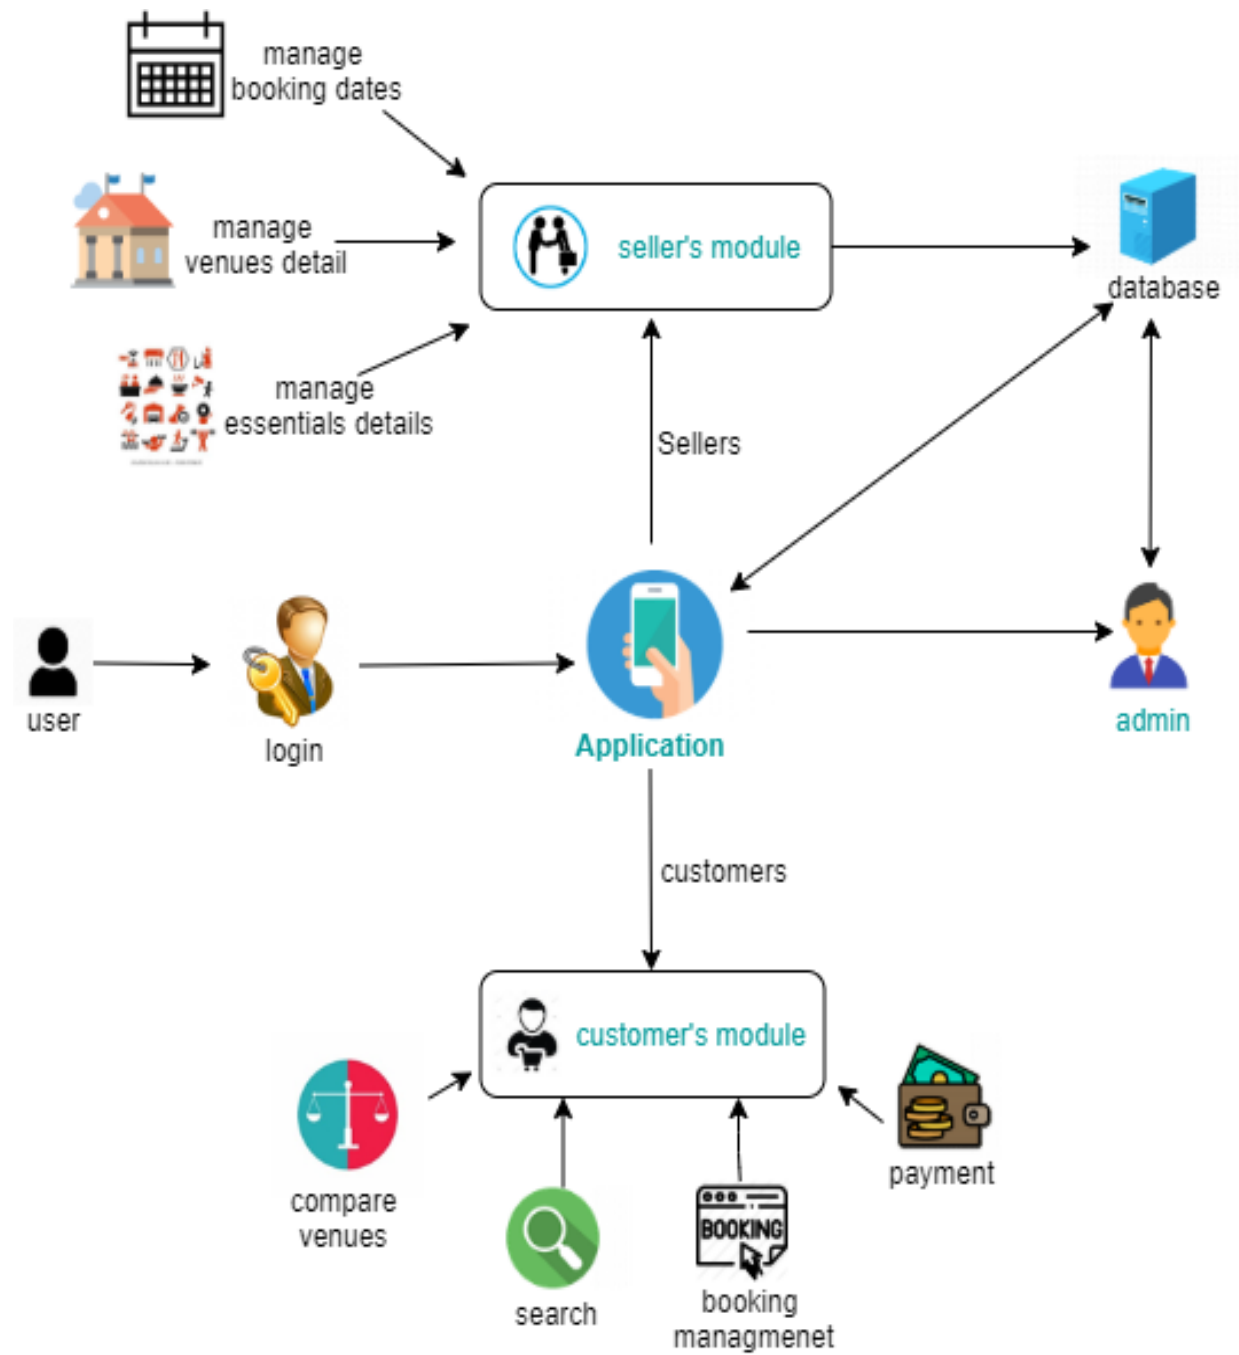 manage
booking dates
manage
venues detail
seller's module
database
manage
essentials details
Sellers
user
login
Application
admin
customers
customer's module
compare
venues
search
BOOKING
booking
managmenet
payment